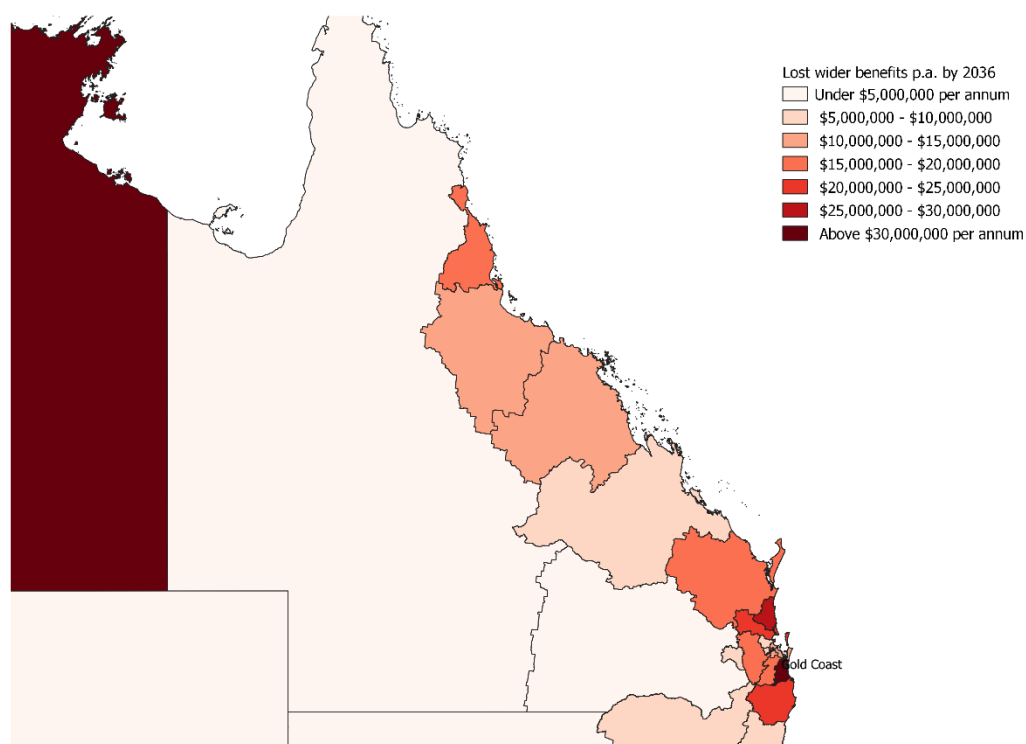 Lost wider benefits p.a. by 2036
Under $5,000,000 per annum
$5,000,000 - $10,000,000
$10,000,000 - $15,000,000
$15,000,000 - $20,000,000
$20,000,000 - $25,000,000
$25,000,000 - $30,000,000
Above $30,000,000 per annum
Gold Coast